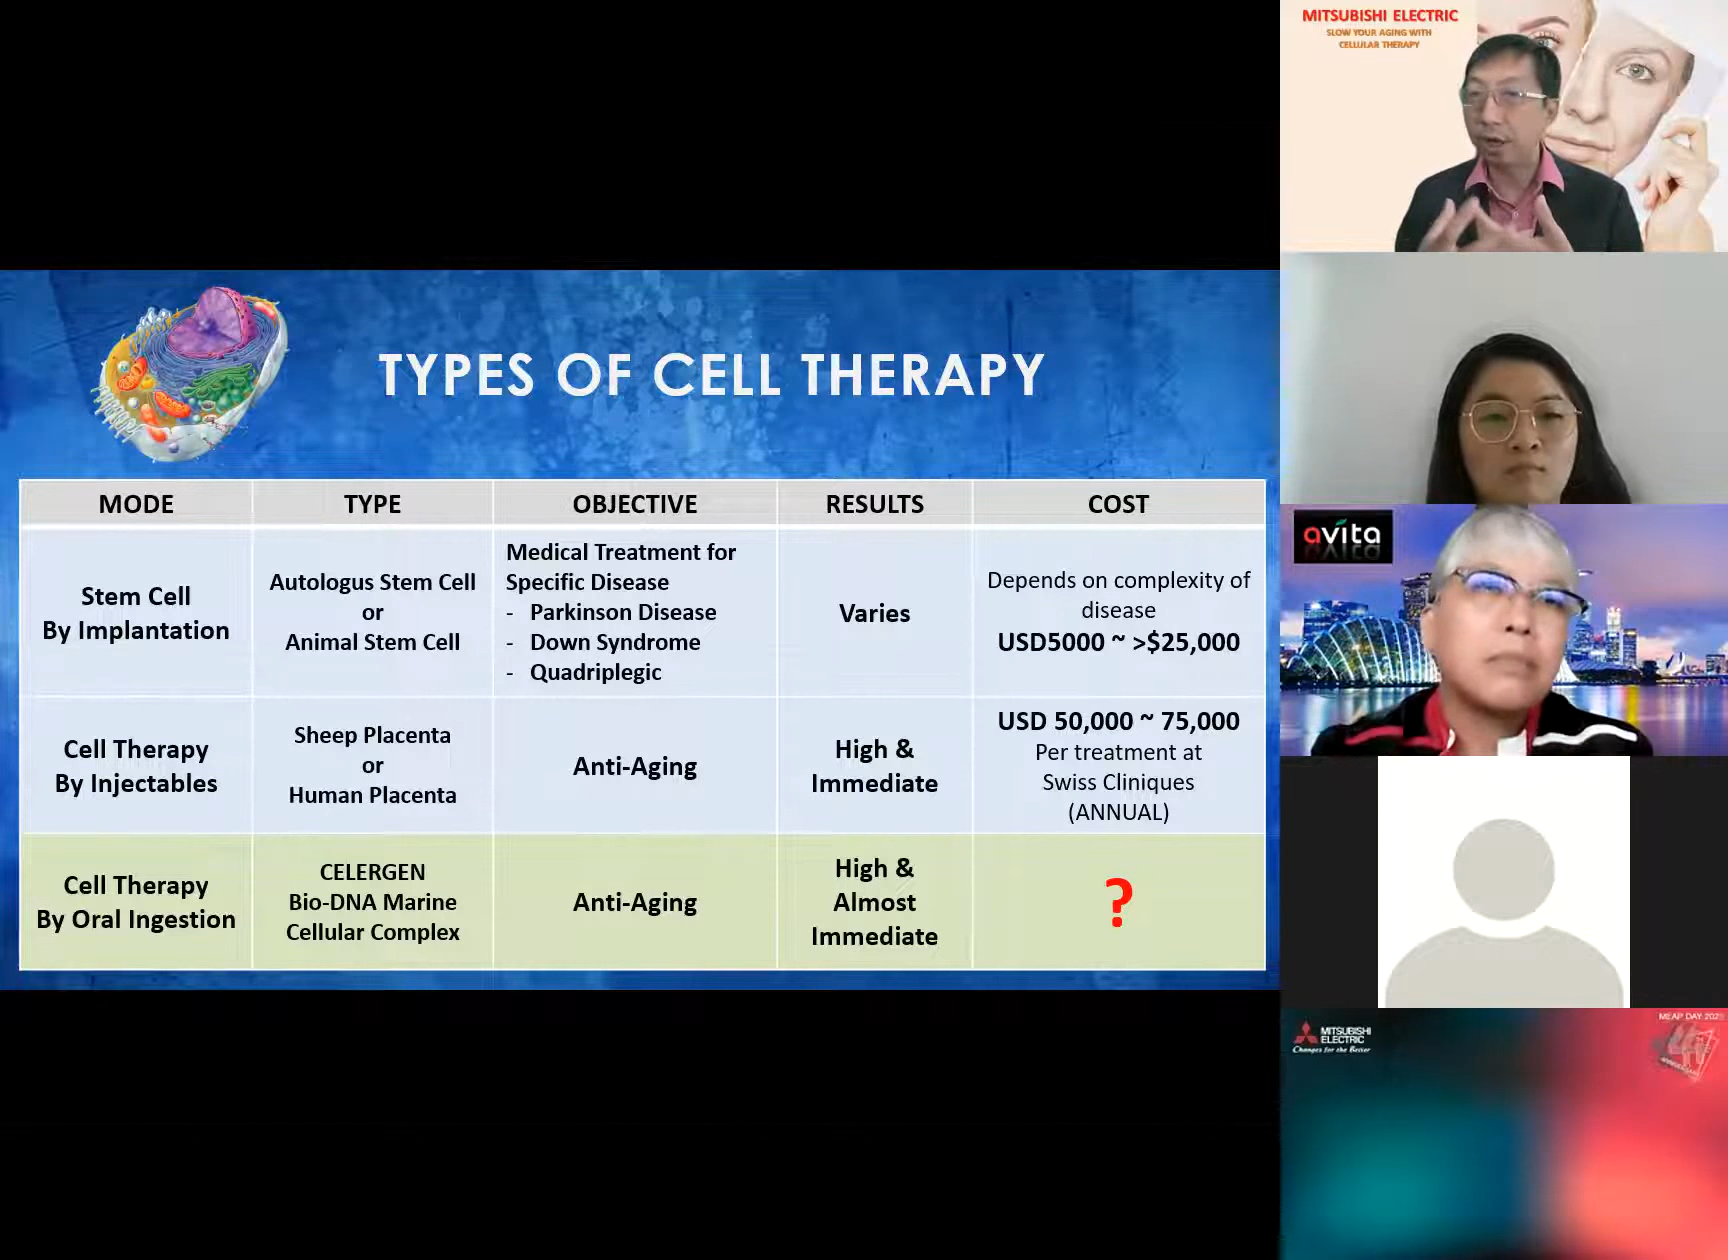 TYPES OF CELL THERAPY
MODE
TYPE
OBJECTIVE
RESULTS
COST
Stem Cell
By Implantation
Autologus Stem Cell
or
Animal Stem Cell
Medical Treatment for
Specific Disease
- Parkinson Disease
- Down Syndrome
- Quadriplegic
Varies
Depends on complexity of
disease
USD5000 ~ >$25,000
Cell Therapy
By Injectables
Sheep Placenta
or
Human Placenta
Anti-Aging
High &
Immediate
USD 50,000 ~ 75,000
Per treatment at
Swiss Cliniques
(ANNUAL)
Cell Therapy
By Oral Ingestion
CELERGEN
Bio-DNA Marine
Cellular Complex
Anti-Aging
High &
Almost
Immediate
?
MITSUBISHI ELECTRIC
SLOW YOUR AGING WITH
CELLULAR THERAPY
avita
MITSUBISHI
ELECTRIC
Changes for the Better
MEAP DAY